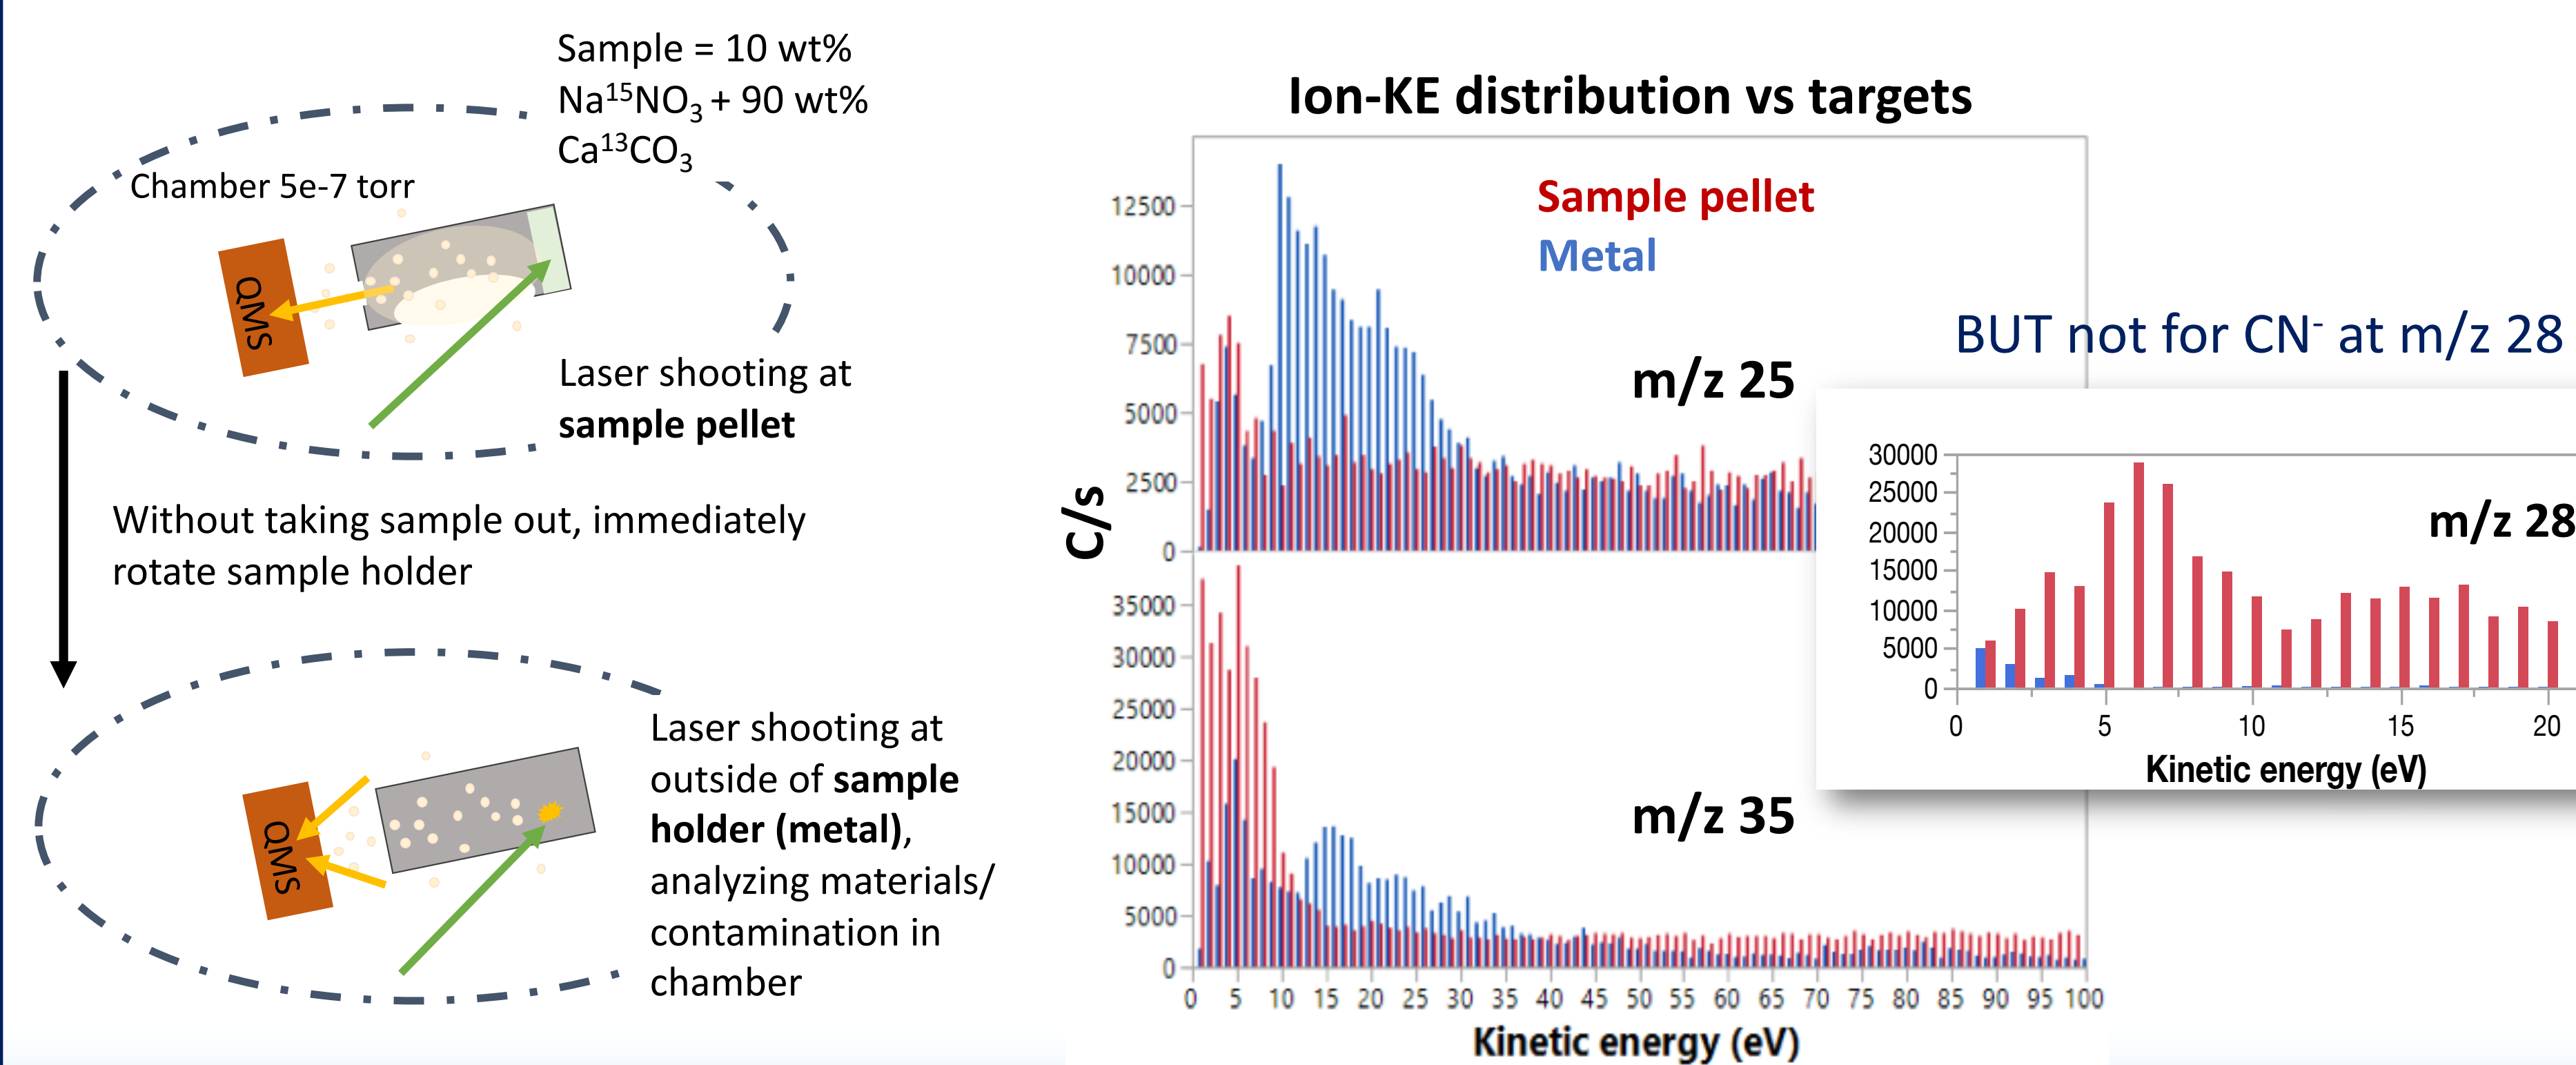 Sample = 10 wt%
Na¹⁵NO₃ + 90 wt%
Ca¹³CO₃
Chamber 5e-7 torr
QMS
Laser shooting at
sample pellet
Without taking sample out, immediately
rotate sample holder
QMS
Laser shooting at
outside of sample
holder (metal),
analyzing materials/
contamination in
chamber
Ion-KE distribution vs targets
Sample pellet
Metal
m/z 25
12500
10000
7500
5000
2500
0
C/s
m/z 35
35000
30000
25000
20000
15000
10000
5000
0
0 5 10 15 20 25 30 35 40 45 50 55 60 65 70 75 80 85 90 95 100
Kinetic energy (eV)
BUT not for CN⁻ at m/z 28
m/z 28
30000
25000
20000
15000
10000
5000
0
0 5 10 15 20
Kinetic energy (eV)